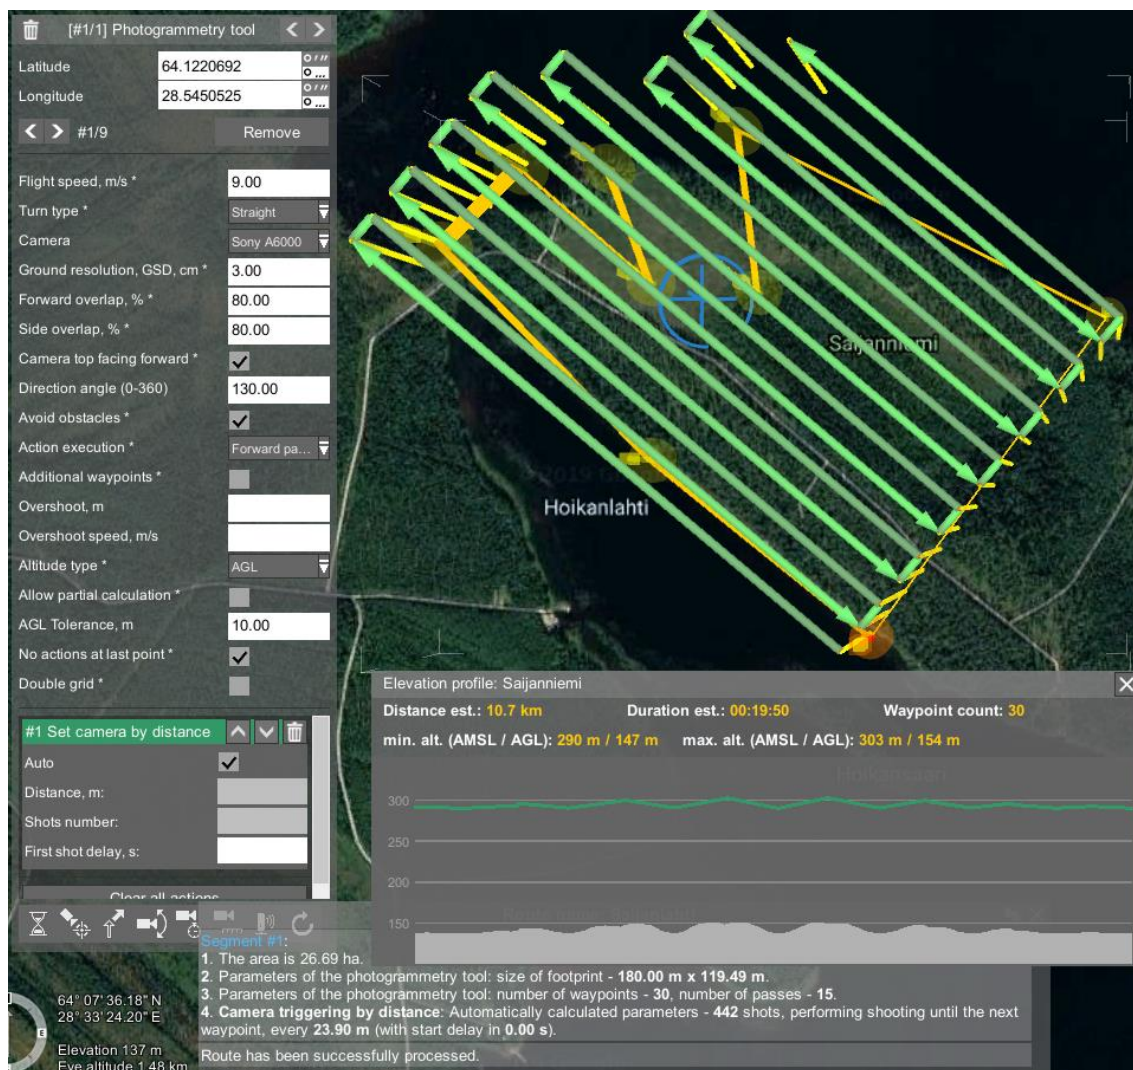 [#1/1] Photogrammetry tool
Latitude 64.1220692
Longitude 28.5450525
#1/9 Remove
Flight speed, m/s * 9.00
Turn type * Straight
Camera Sony A6000
Ground resolution, GSD, cm * 3.00
Forward overlap, % * 80.00
Side overlap, % * 80.00
Camera top facing forward *
Direction angle (0-360) 130.00
Avoid obstacles *
Action execution * Forward pa...
Additional waypoints *
Overshoot, m
Overshoot speed, m/s
Altitude type * AGL
Allow partial calculation *
AGL Tolerance, m 10.00
No actions at last point *
Double grid *
#1 Set camera by distance
Auto
Distance, m:
Shots number:
First shot delay, s:
Clear all actions
Saijanniemi
Hoikanlahti
Elevation profile: Saijanniemi
Distance est.: 10.7 km Duration est.: 00:19:50 Waypoint count: 30
min. alt. (AMSL / AGL): 290 m / 147 m max. alt. (AMSL / AGL): 303 m / 154 m
300
250
200
150
Segment #1:
1. The area is 26.69 ha.
2. Parameters of the photogrammetry tool: size of footprint - 180.00 m x 119.49 m.
3. Parameters of the photogrammetry tool: number of waypoints - 30, number of passes - 15.
4. Camera triggering by distance: Automatically calculated parameters - 442 shots, performing shooting until the next
waypoint, every 23.90 m (with start delay in 0.00 s).
Route has been successfully processed.
64° 07' 36.18" N
28° 33' 24.20" E
E
Elevation 137 m
Eye altitude 1.48 km